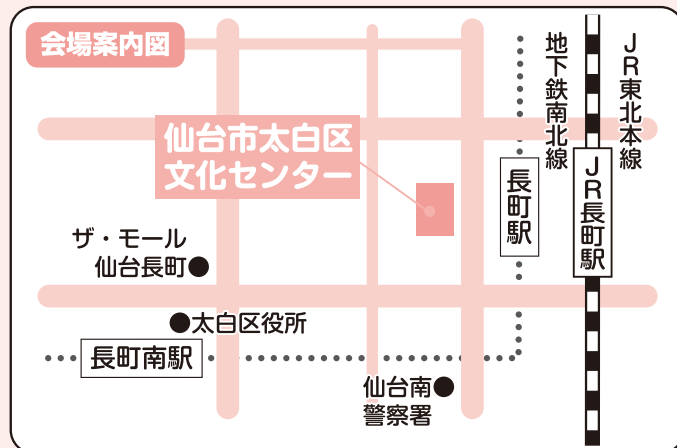 会場案内図
地下鉄南北線
JR東北本線
仙台市太白区
文化センター
長町駅
JR長町駅
ザ・モール
仙台長町
太白区役所
長町南駅
仙台南
警察署